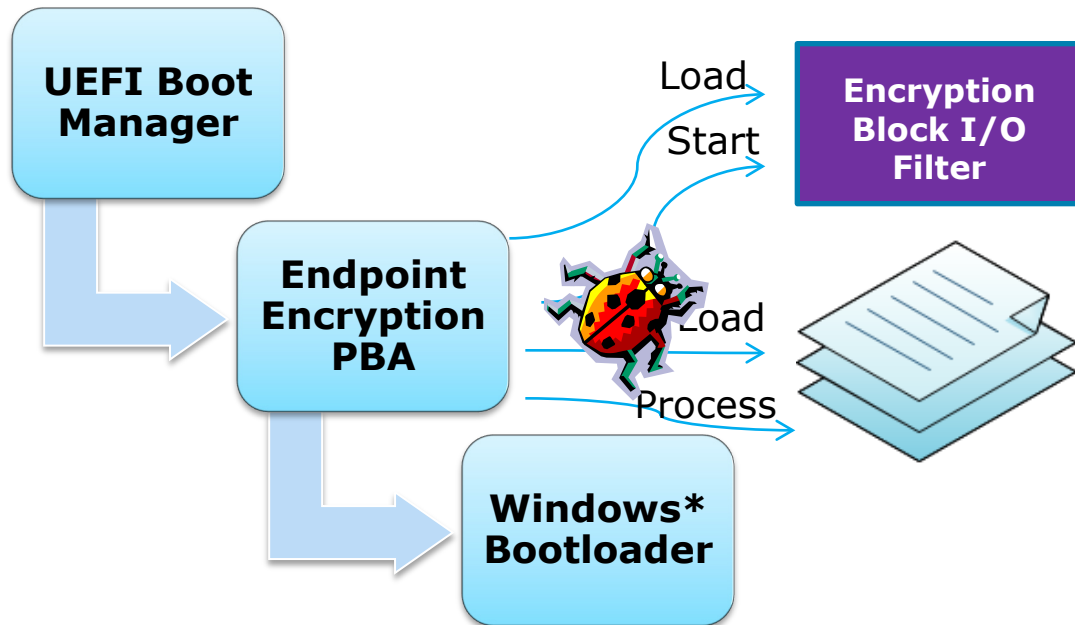 UEFI Boot
Manager
Load
Start
Encryption
Block I/O
Filter
Endpoint
Encryption
PBA
Load
Process
Windows*
Bootloader